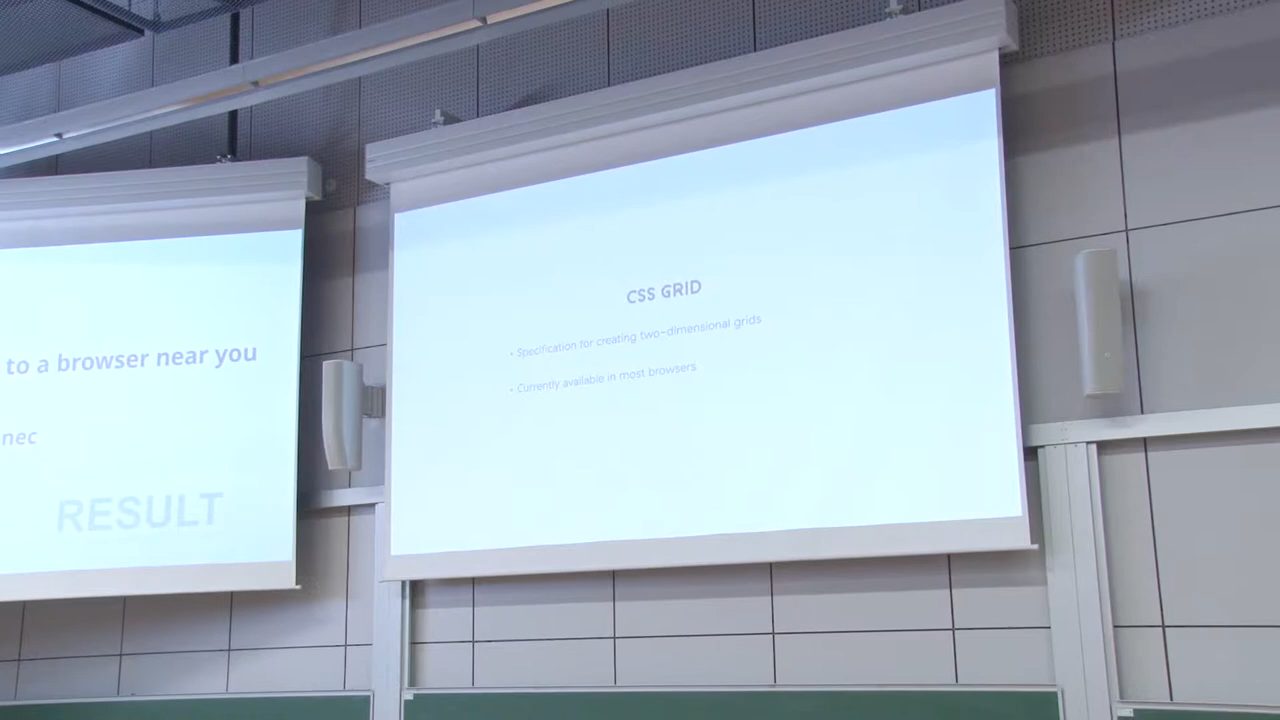 to a browser near you
nec
RESULT
CSS GRID
• Specification for creating two-dimensional grids
• Currently available in most browsers